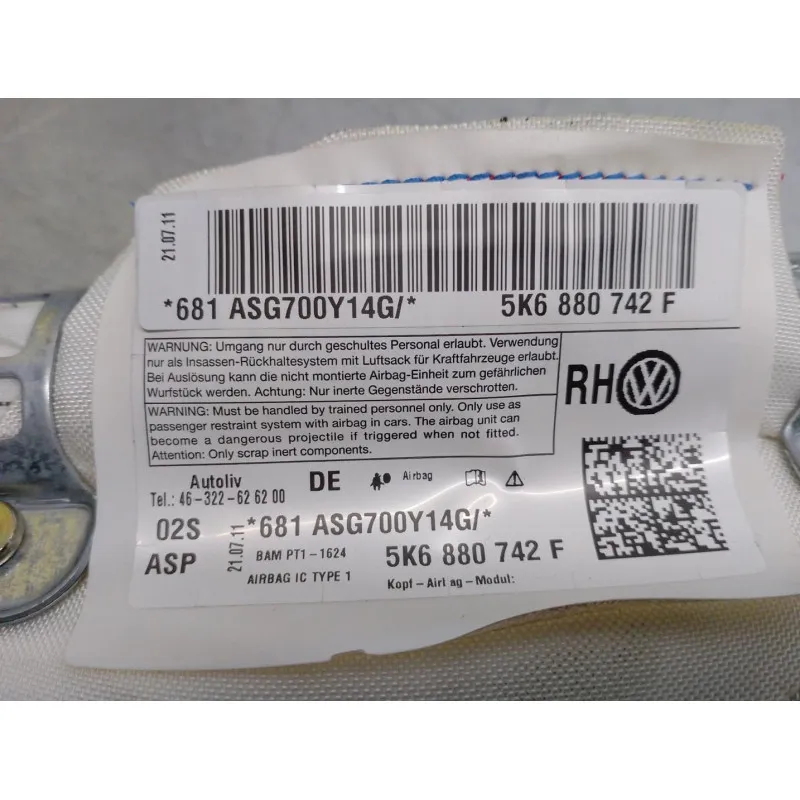 21.07.11
*681 ASG700Y14G/* 5K6 880 742 F
WARNUNG: Umgang nur durch geschultes Personal erlaubt. Verwendung
nur als Insassen-Rückhaltesystem mit Luftsack für Kraftfahrzeuge erlaubt.
Bei Auslösung kann die nicht montierte Airbag-Einheit zum gefährlichen
Wurfstück werden. Achtung: Nur inerte Gegenstände verschrotten.
WARNING: Must be handled by trained personnel only. Only use as
passenger restraint system with airbag in cars. The airbag unit can
become a dangerous projectile if triggered when not fitted.
Attention: Only scrap inert components.
RH VW
Autoliv DE Airbag
Tel.: 46-322-62 62 00
02S 21.07.11 *681 ASG700Y14G/*
ASP BAM PT1-1624 5K6 880 742 F
AIRBAG IC TYPE 1 Kopf-Airbag-Modul: